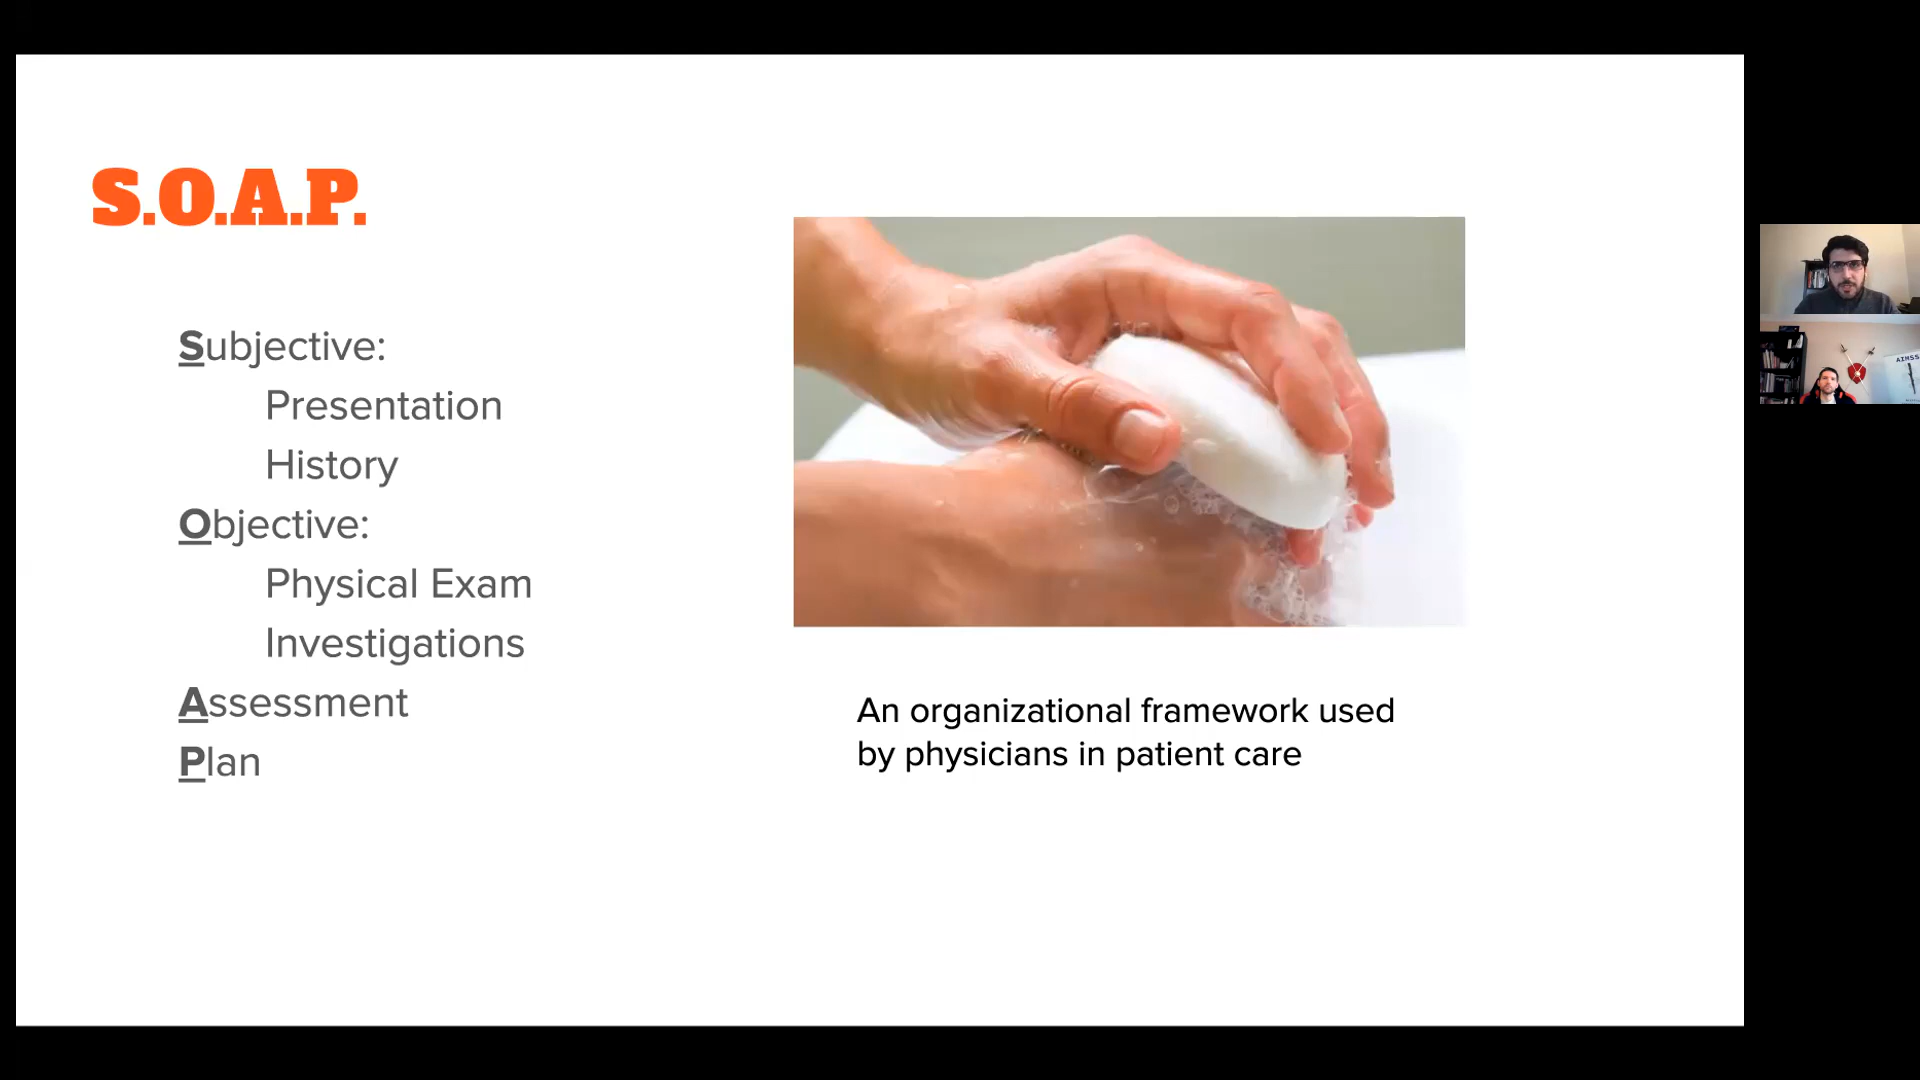 S.O.A.P.
Subjective:
Presentation
History
Objective:
Physical Exam
Investigations
Assessment
Plan
An organizational framework used
by physicians in patient care